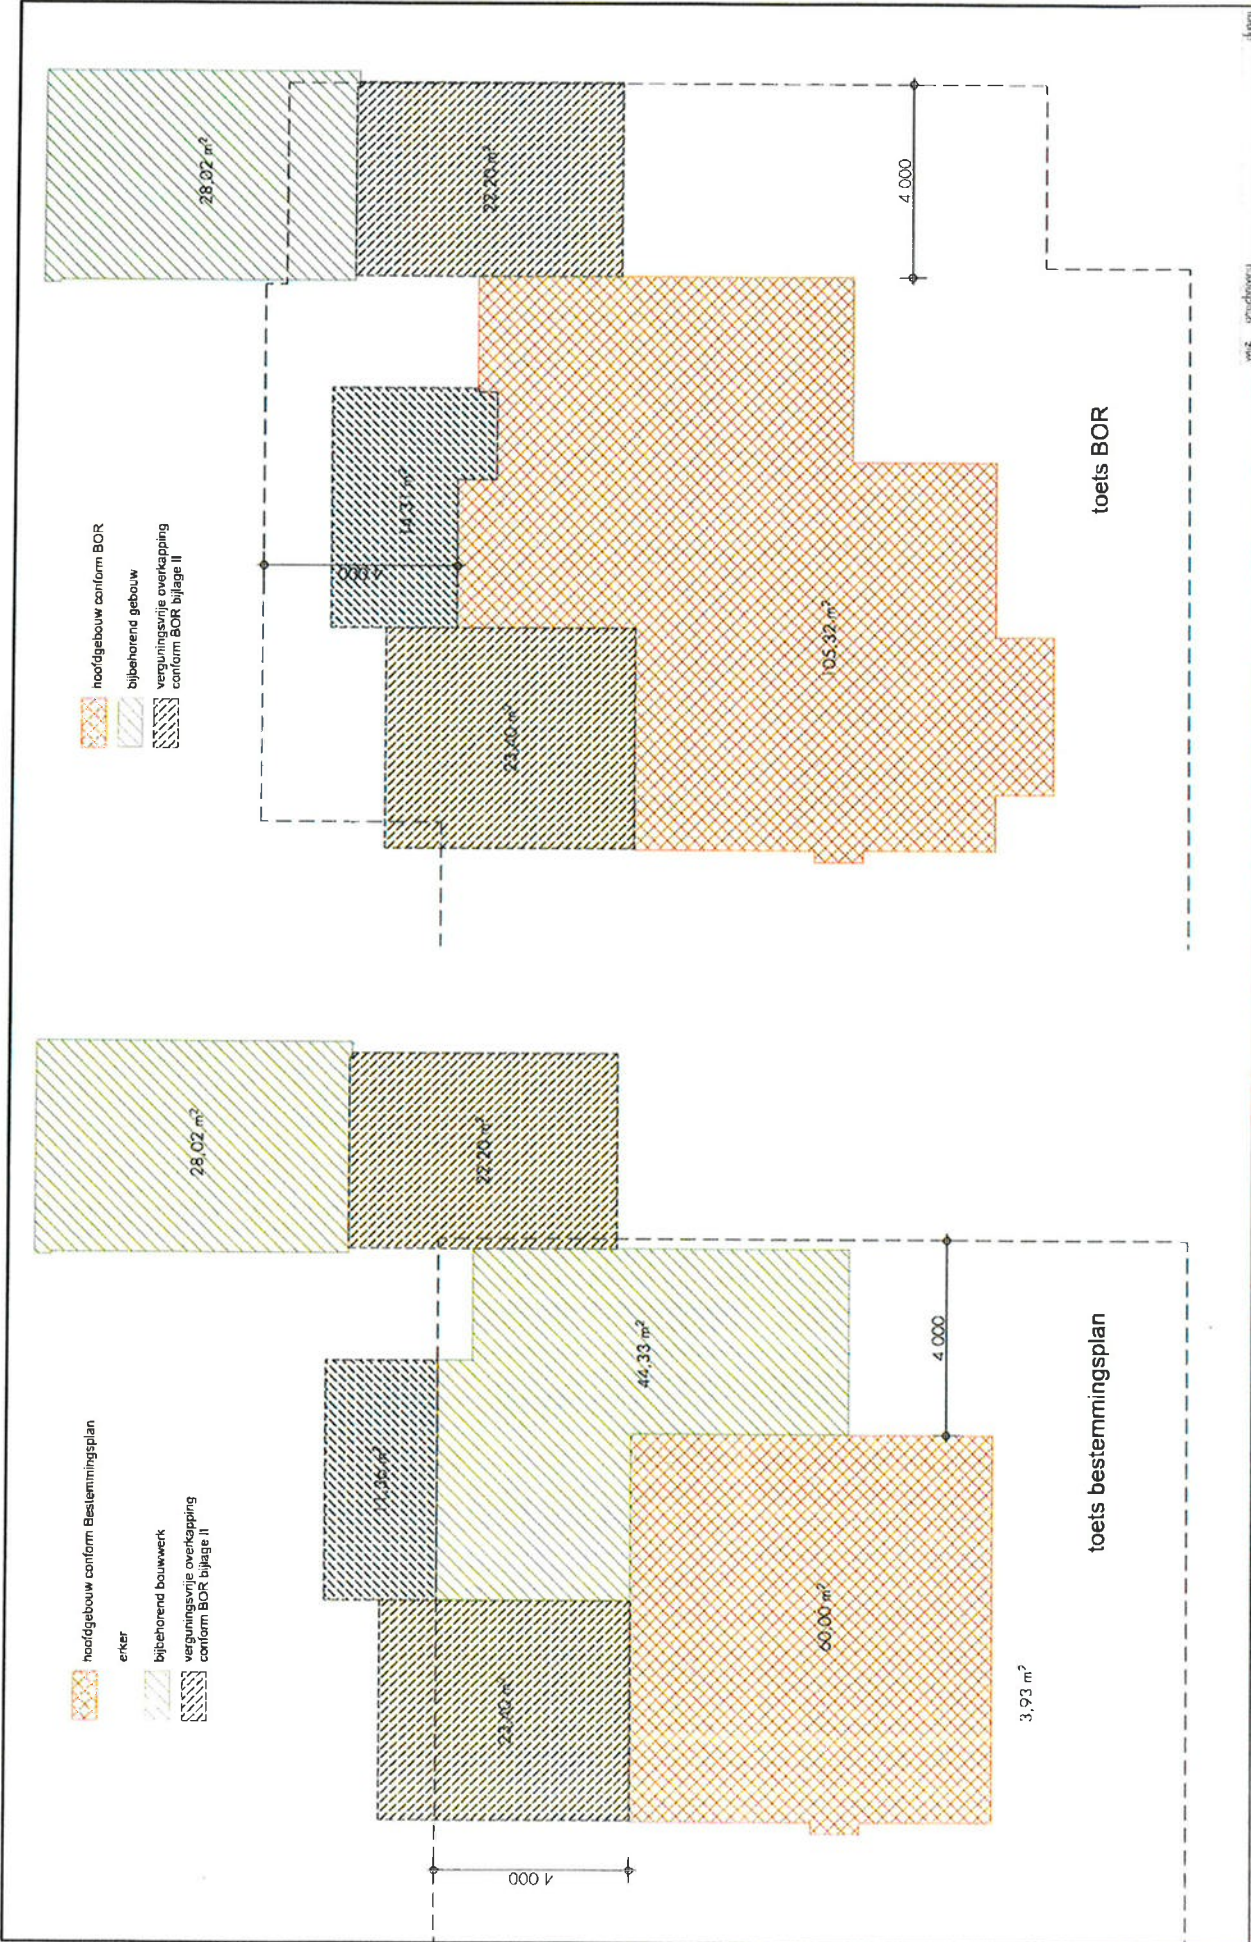 hoofdgebouw conform Bestemmingsplan
erker
bijbehorend bouwwerk
verguningsvrije overkapping
conform BOR bijlage II
28,02 m²
22,20 m²
23,40 m²
44,33 m²
60,00 m²
3,93 m²
4 000
4 000
toets bestemmingsplan
hoofdgebouw conform BOR
bijbehorend gebouw
verguningsvrije overkapping
conform BOR bijlage II
28,02 m²
22,20 m²
23,40 m²
105,32 m²
4 000
4 000
toets BOR